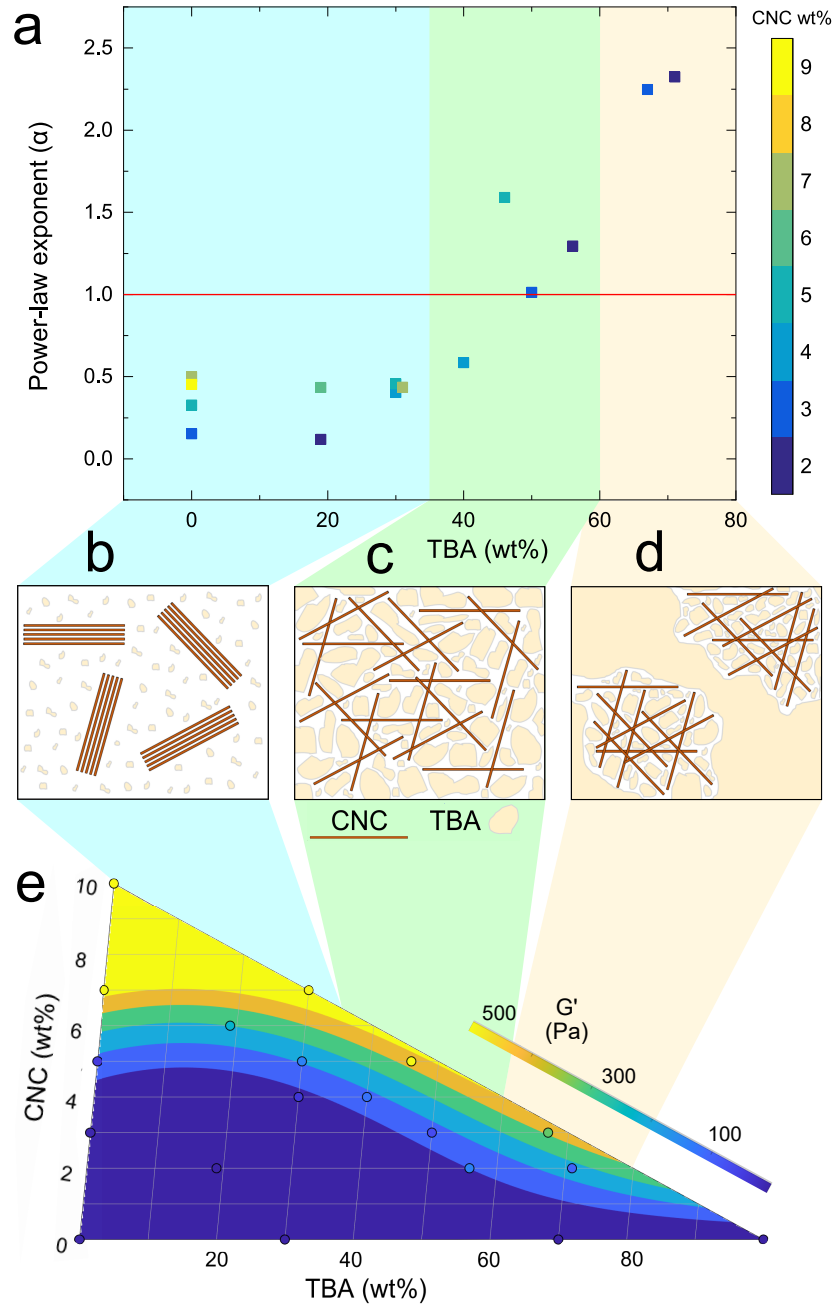 a
CNC wt%
2.5
2.0
1.5
1.0
0.5
0.0
Power-law exponent (α)
9
8
7
6
5
4
3
2
0 20 40 60 80
TBA (wt%)
b c d
CNC TBA
e
10
8
6
4
2
0
CNC (wt%)
500
300
100
G'
(Pa)
20 40 60 80
TBA (wt%)